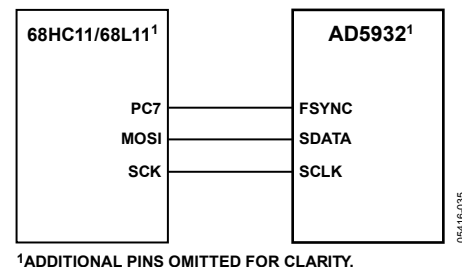 68HC11/68L11¹
AD5932¹
PC7
FSYNC
MOSI
SDATA
SCK
SCLK
05416-035
¹ADDITIONAL PINS OMITTED FOR CLARITY.